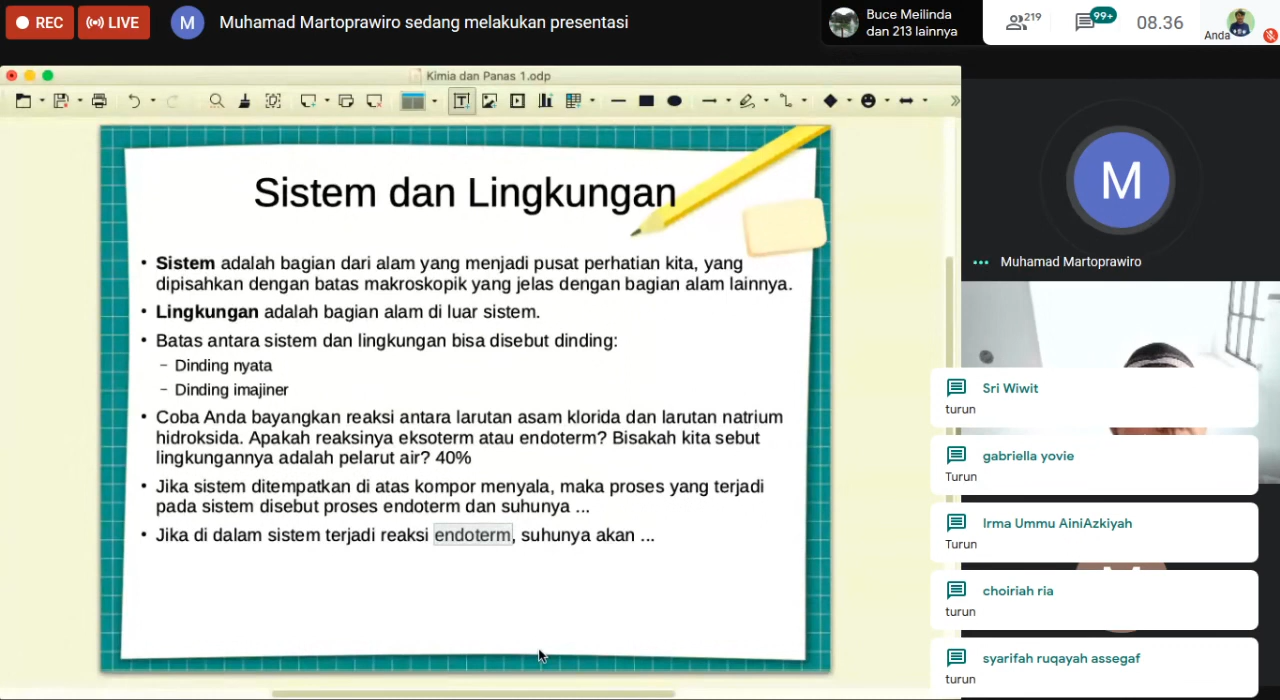 REC
LIVE
M
Muhamad Martoprawiro sedang melakukan presentasi
Buce Meilinda
dan 213 lainnya
219
99+
08.36
Anda
Kimia dan Panas 1.odp
Sistem dan Lingkungan
• Sistem adalah bagian dari alam yang menjadi pusat perhatian kita, yang
dipisahkan dengan batas makroskopik yang jelas dengan bagian alam lainnya.
• Lingkungan adalah bagian alam di luar sistem.
• Batas antara sistem dan lingkungan bisa disebut dinding:
– Dinding nyata
– Dinding imajiner
• Coba Anda bayangkan reaksi antara larutan asam klorida dan larutan natrium
hidroksida. Apakah reaksinya eksoterm atau endoterm? Bisakah kita sebut
lingkungannya adalah pelarut air? 40%
• Jika sistem ditempatkan di atas kompor menyala, maka proses yang terjadi
pada sistem disebut proses endoterm dan suhunya ...
• Jika di dalam sistem terjadi reaksi endoterm, suhunya akan ...
M
Muhamad Martoprawiro
Sri Wiwit
turun
gabriella yovie
Turun
Irma Ummu AiniAzkiyah
Turun
choiriah ria
turun
syarifah ruqayah assegaf
turun